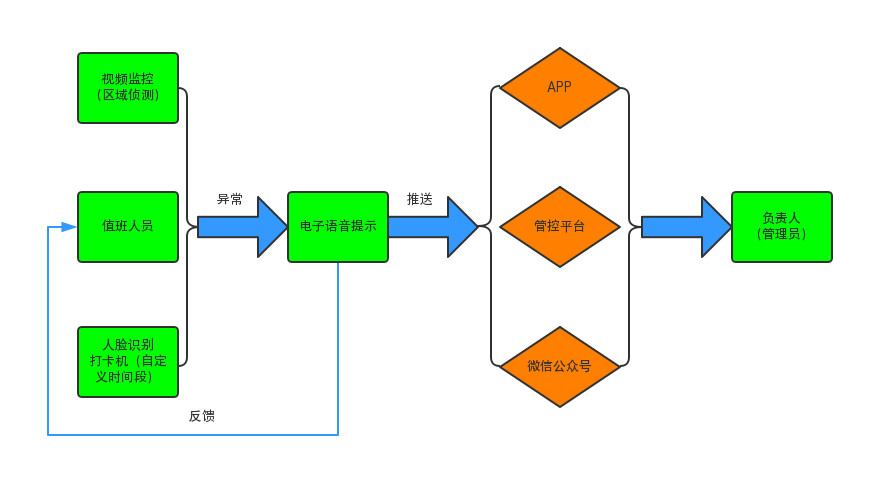 视频监控
（区域侦测）
值班人员
人脸识别
打卡机（自定
义时间段）
异常
电子语音提示
推送
反馈
APP
管控平台
微信公众号
负责人
（管理员）